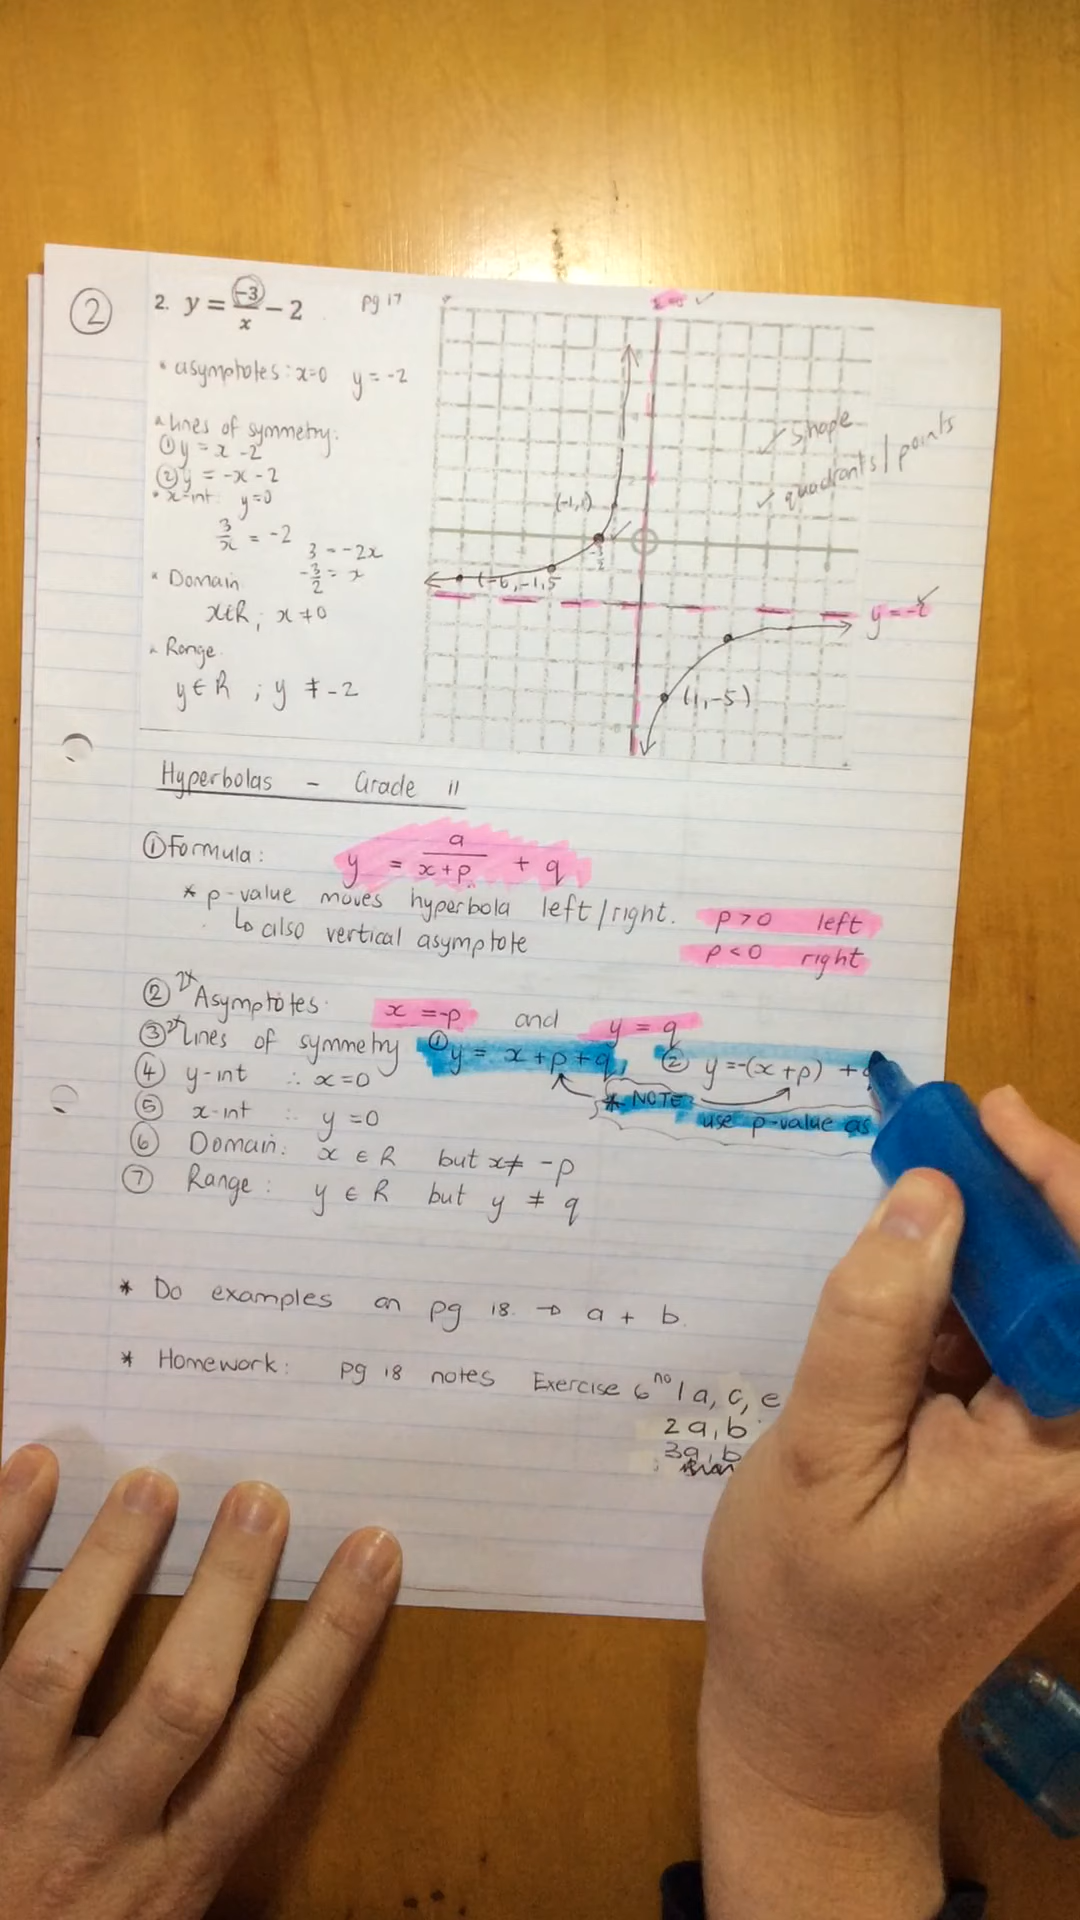 ②
2. y = -3/x - 2
pg 17
• asymptotes: x=0 y = -2
• Lines of symmetry:
① y = x - 2
② y = -x - 2
• x-int: y=0
3/x = -2
3 = -2x
-3/2 = x
• Domain
x∈R ; x ≠ 0
• Range
y ∈ R ; y ≠ -2
✓ shape
✓ quadrants / points
(-1,1)
-3/2
(-6,-1,5
y = -2
(1,-5)
Hyperbolas - Grade 11
① Formula: y = a/(x+p) + q
* p-value moves hyperbola left/right. p > 0 left
↳ also vertical asymptote p < 0 right
② 2x Asymptotes: x = -p and y = q
③ 2x Lines of symmetry ① y = x + p + q, ② y = -(x + p) +
④ y-int ∴ x=0
* NOTE:
use p-value as
⑤ x-int ∴ y = 0
⑥ Domain: x ∈ R but x ≠ -p
⑦ Range: y ∈ R but y ≠ q
* Do examples on pg 18. → a + b.
* Homework: pg 18 notes Exercise 6 no 1 a, c, e
2 a, b
3a, b